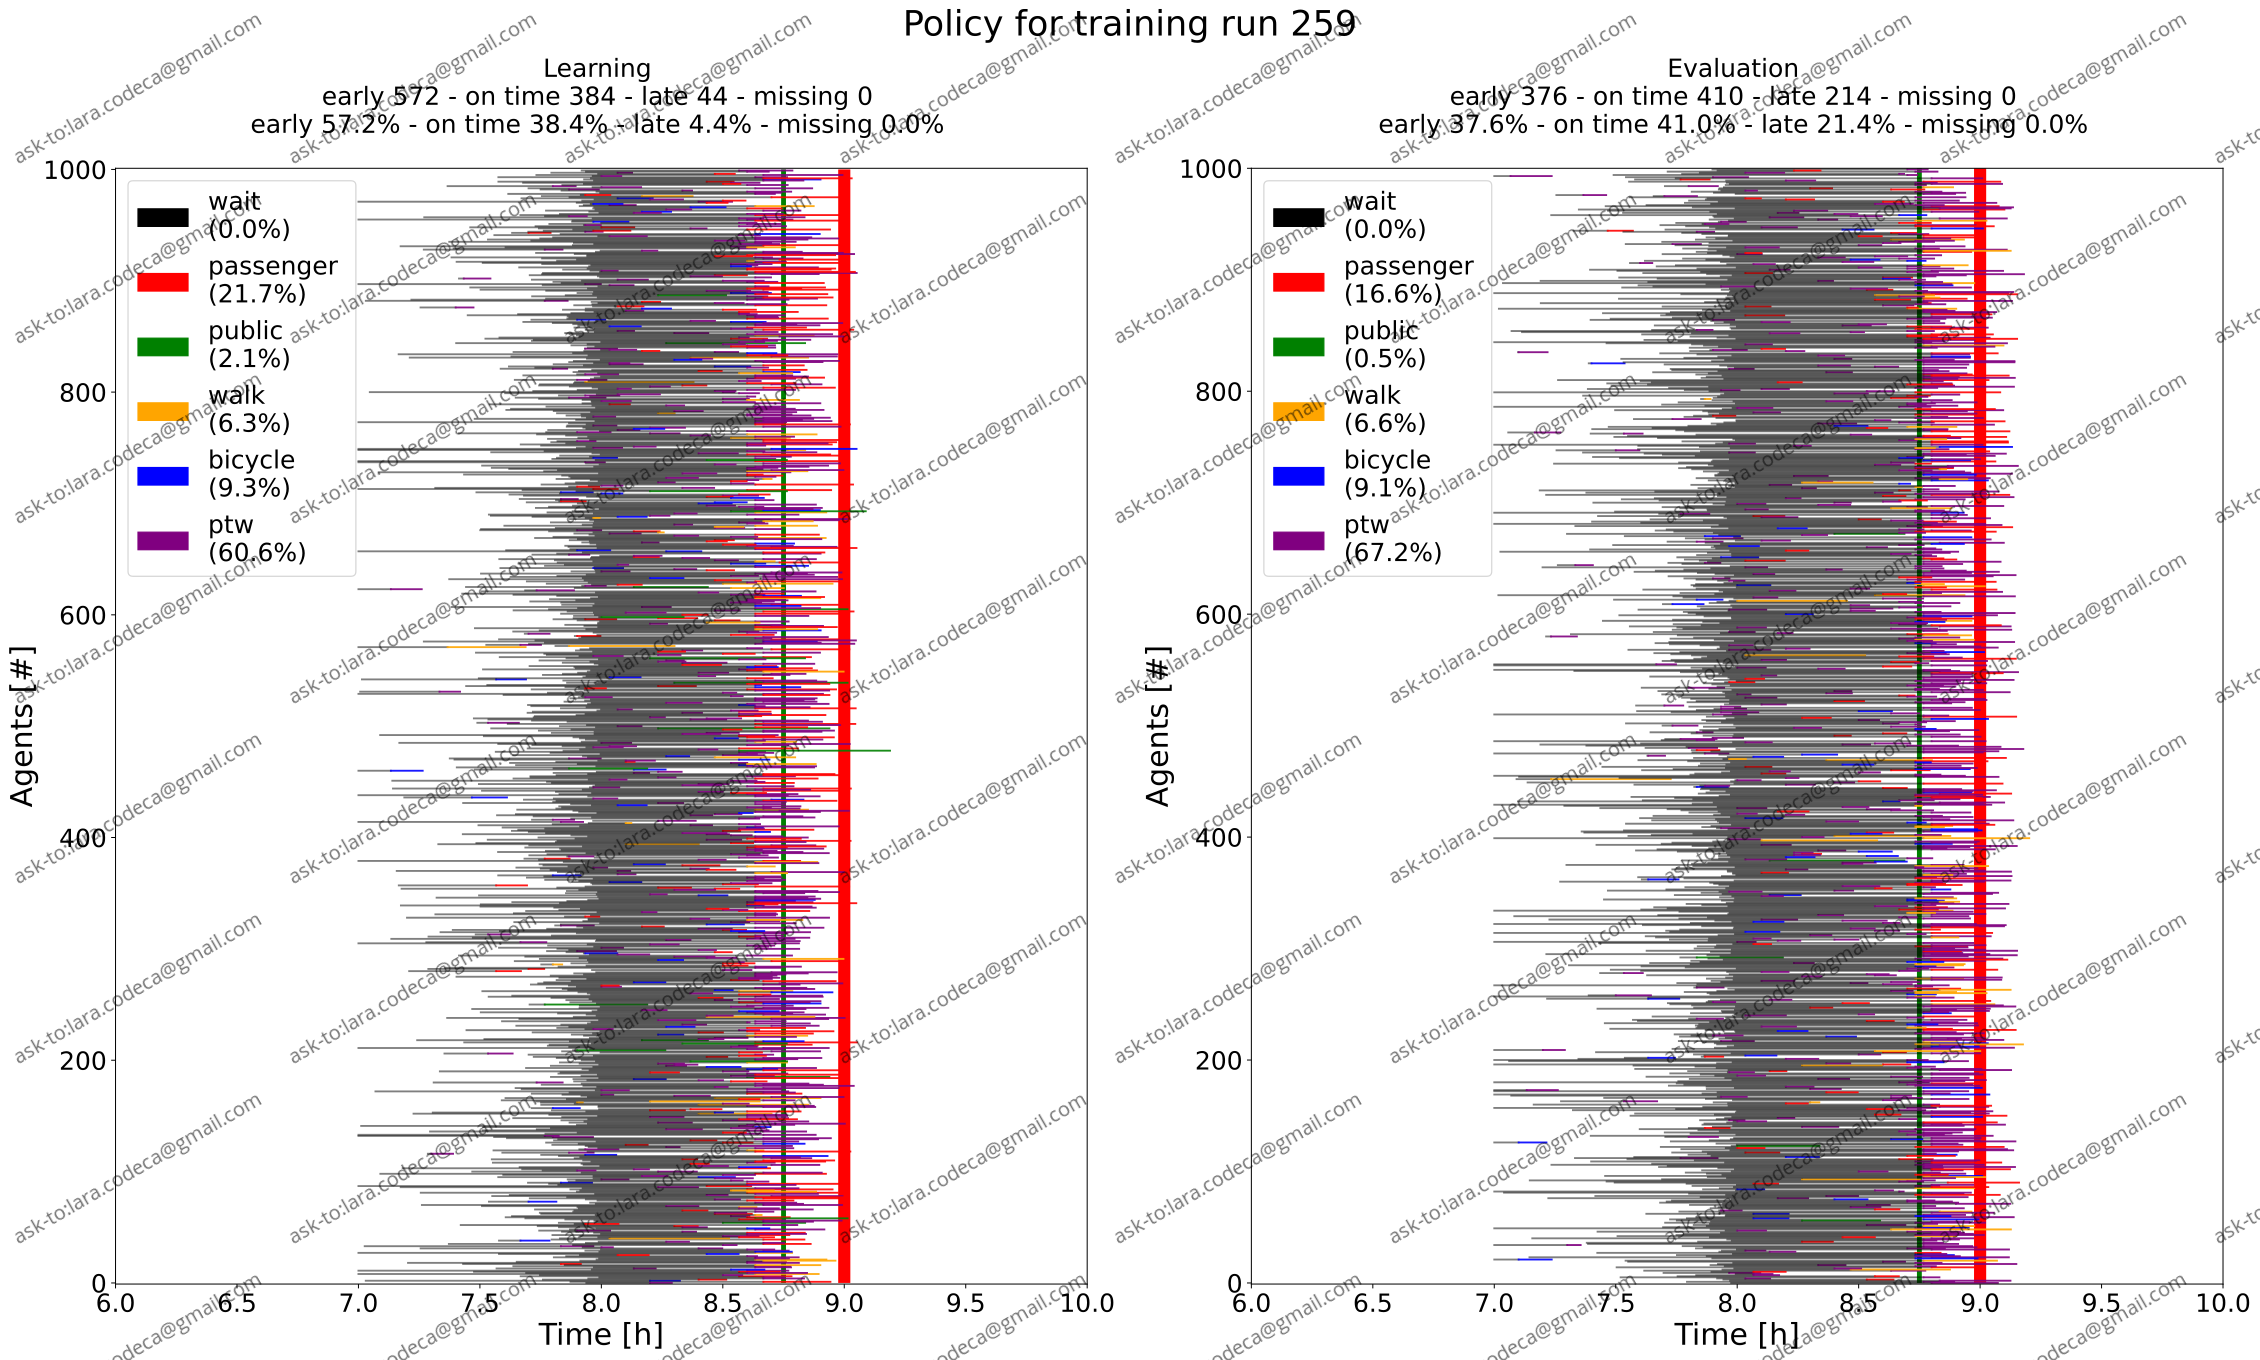 Policy for training run 259
Learning
early 572 - on time 384 - late 44 - missing 0
early 57.2% - on time 38.4% - late 4.4% - missing 0.0%
1000
800
600
400
200
0
Agents [#]
wait
(0.0%)
passenger
(21.7%)
public
(2.1%)
walk
(6.3%)
bicycle
(9.3%)
ptw
(60.6%)
6.0 6.5 7.0 7.5 8.0 8.5 9.0 9.5 10.0
Time [h]
Evaluation
early 376 - on time 410 - late 214 - missing 0
early 37.6% - on time 41.0% - late 21.4% - missing 0.0%
1000
800
600
400
200
0
Agents [#]
wait
(0.0%)
passenger
(16.6%)
public
(0.5%)
walk
(6.6%)
bicycle
(9.1%)
ptw
(67.2%)
6.0 6.5 7.0 7.5 8.0 8.5 9.0 9.5 10.0
Time [h]
ask-to:lara.codeca@gmail.com